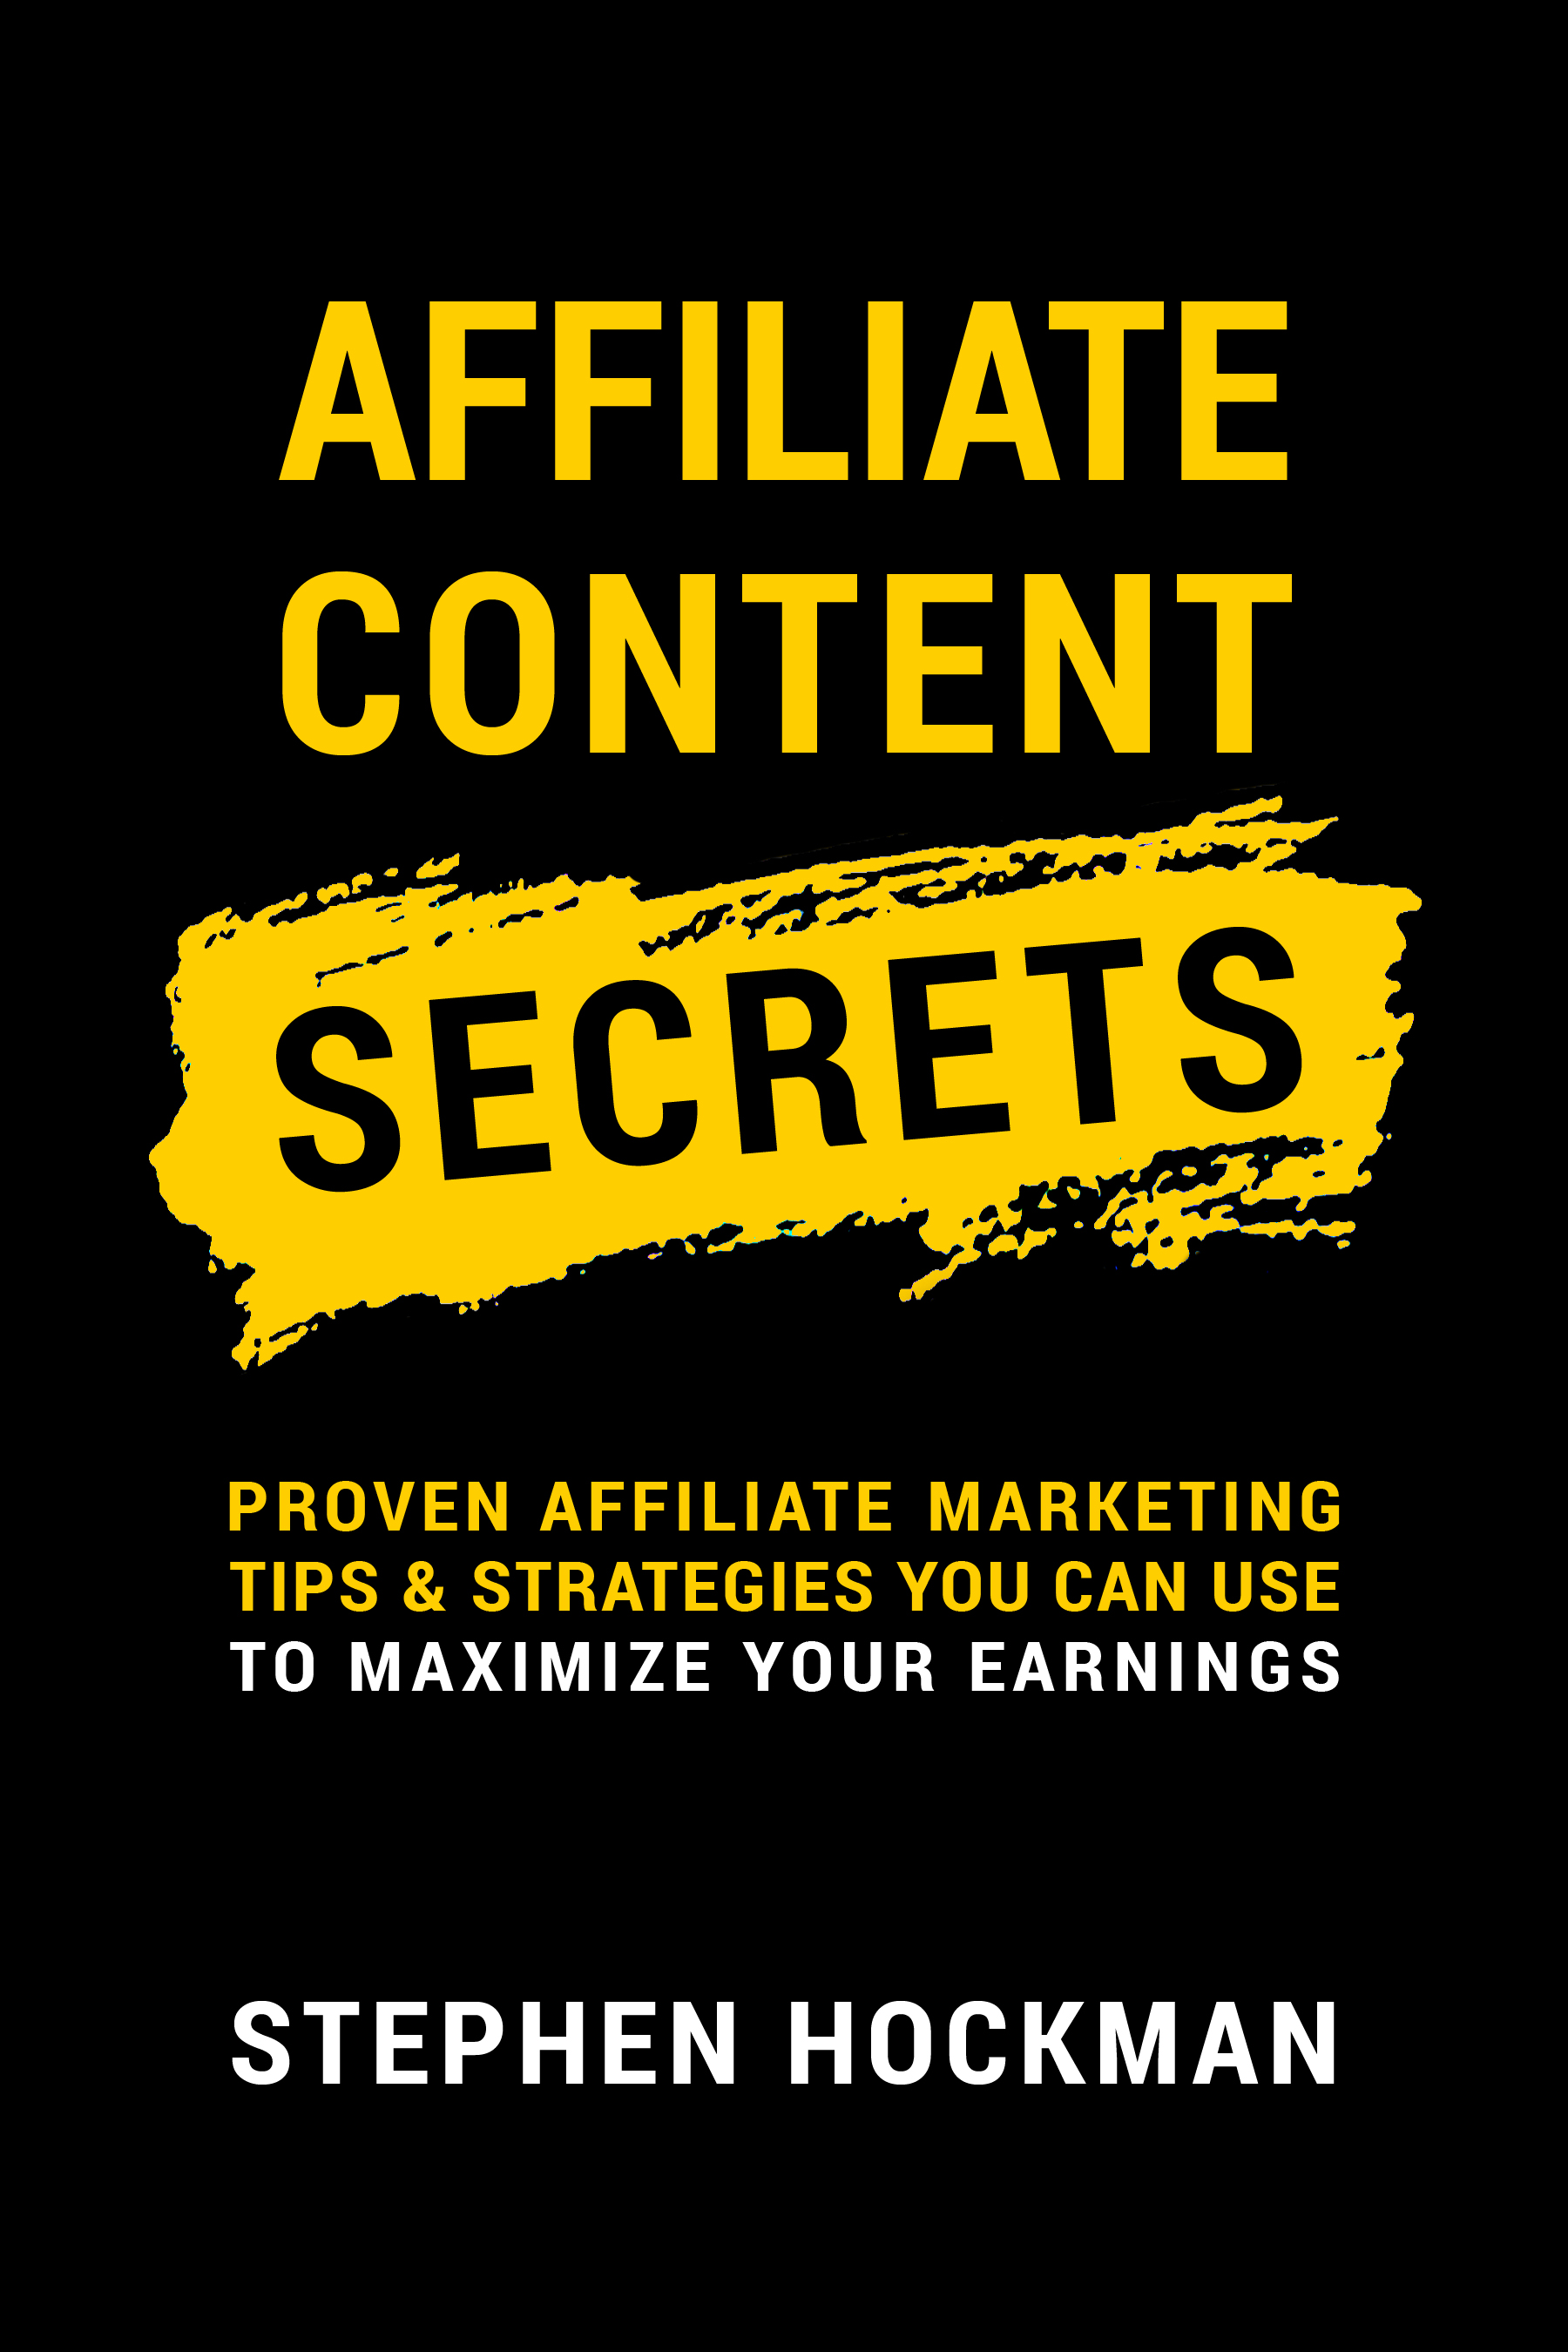 AFFILIATE
CONTENT
SECRETS
PROVEN AFFILIATE MARKETING
TIPS & STRATEGIES YOU CAN USE
TO MAXIMIZE YOUR EARNINGS
STEPHEN HOCKMAN